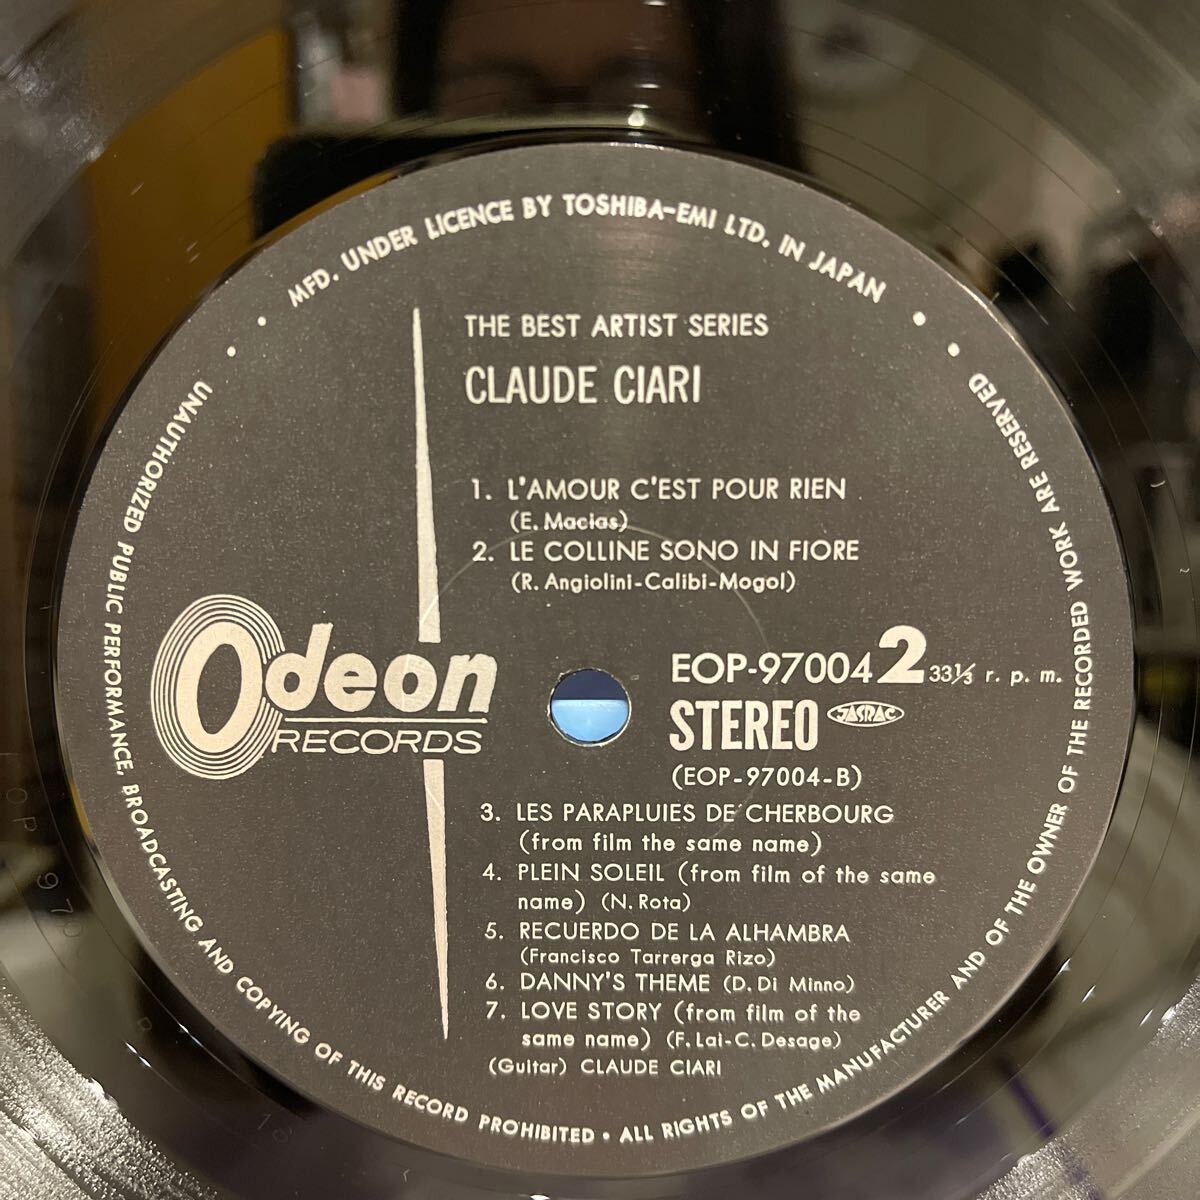 MFD. UNDER LICENCE BY TOSHIBA-EMI LTD. IN JAPAN
THE BEST ARTIST SERIES
CLAUDE CIARI
1. L'AMOUR C'EST POUR RIEN
(E. Macias)
2. LE COLLINE SONO IN FIORE
(R. Angiolini-Calibi-Mogol)
Odeon
RECORDS
EOP-97004 2 33⅓ r. p. m.
STEREO JASRAC
(EOP-97004-B)
3. LES PARAPLUIES DE CHERBOURG
(from film the same name)
4. PLEIN SOLEIL (from film of the same
name) (N. Rota)
5. RECUERDO DE LA ALHAMBRA
(Francisco Tarrerga Rizo)
6. DANNY'S THEME (D. Di Minno)
7. LOVE STORY (from film of the
same name) (F. Lai-C. Desage)
(Guitar) CLAUDE CIARI
UNAUTHORIZED PUBLIC PERFORMANCE, BROADCASTING AND COPYING OF THIS RECORD PROHIBITED • ALL RIGHTS OF THE MANUFACTURER AND OF THE OWNER OF THE RECORDED WORK ARE RESERVED